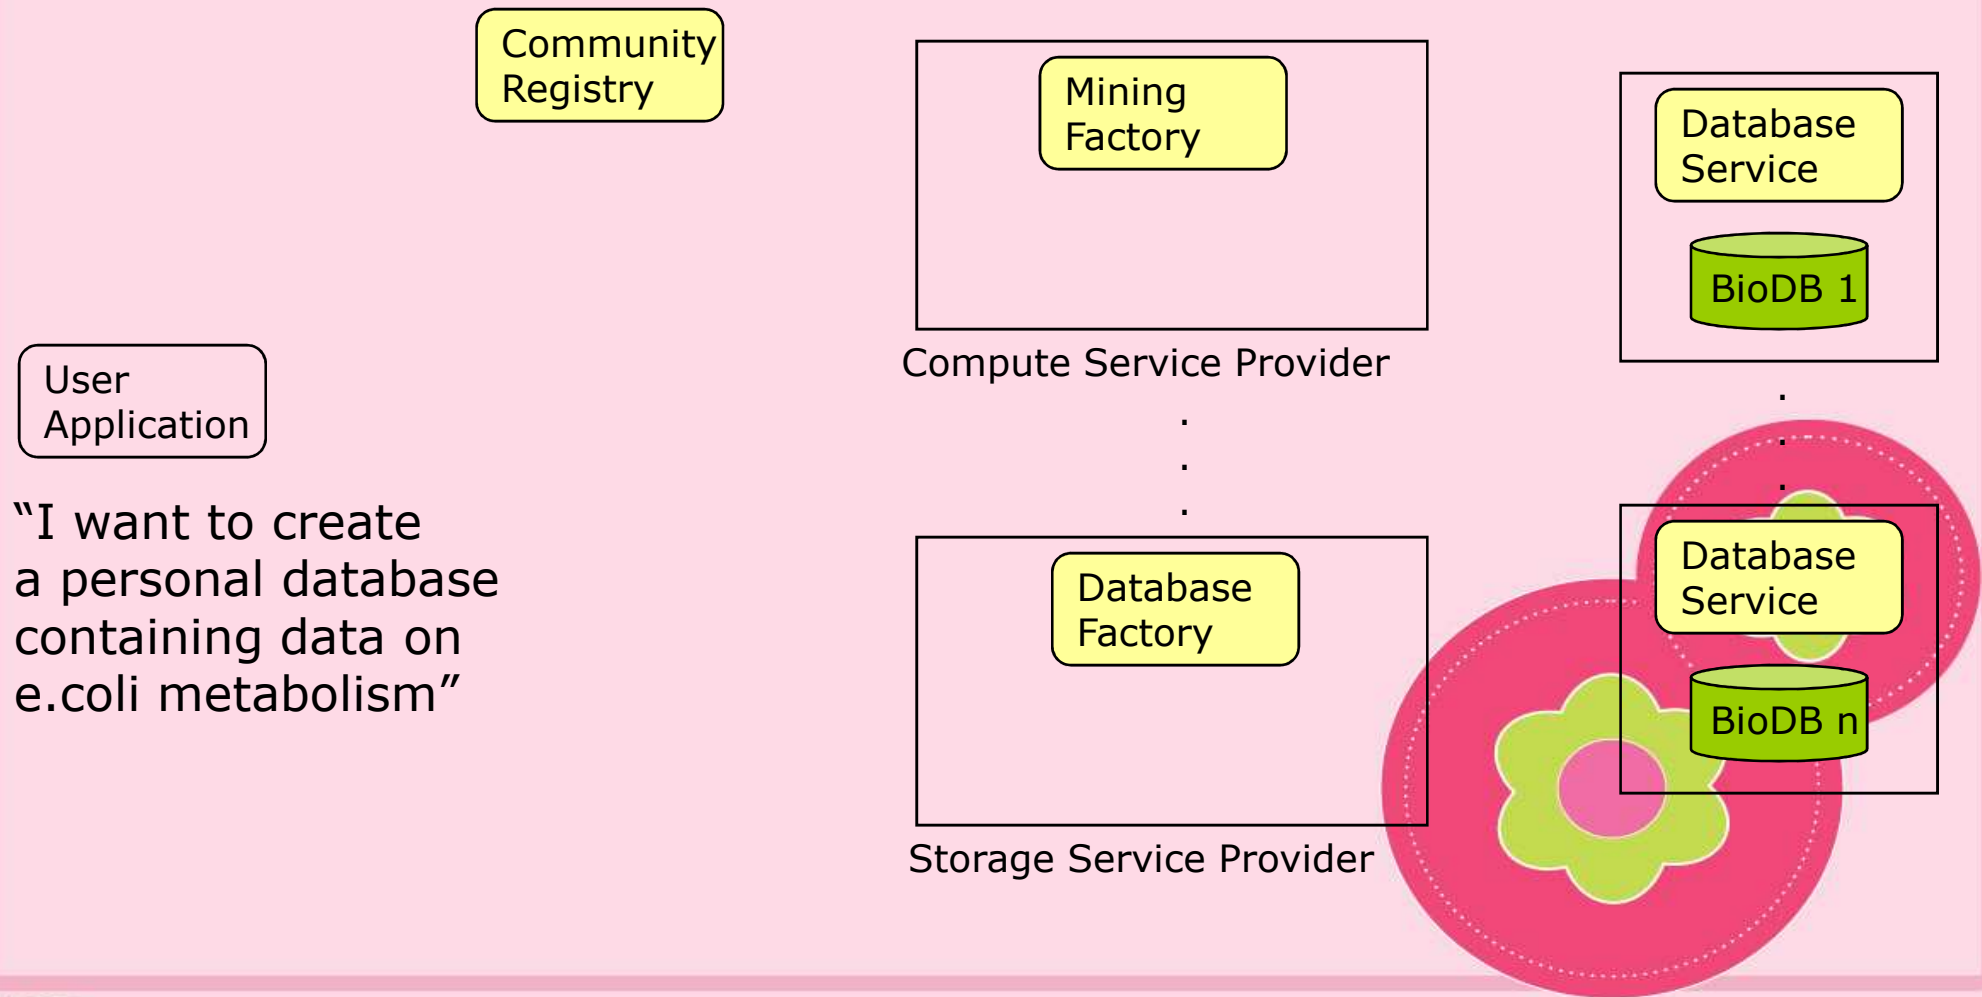 Community
Registry
Mining
Factory
Database
Service
BioDB 1
Compute Service Provider
.
.
.
.
.
.
User
Application
“I want to create
a personal database
containing data on
e.coli metabolism”
Database
Factory
Storage Service Provider
Database
Service
BioDB n